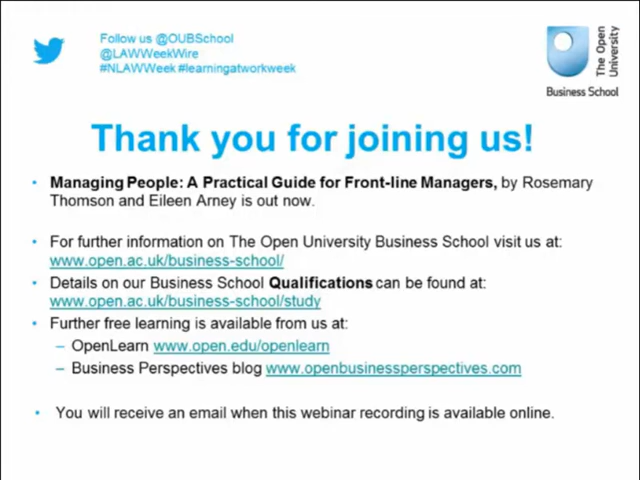 Follow us @OUBSchool
@LAWWeekWire
#NLAWWeek #learningatworkweek
The Open
University
Business School
Thank you for joining us!
• Managing People: A Practical Guide for Front-line Managers, by Rosemary
Thomson and Eileen Arney is out now.
• For further information on The Open University Business School visit us at:
www.open.ac.uk/business-school/
• Details on our Business School Qualifications can be found at:
www.open.ac.uk/business-school/study
• Further free learning is available from us at:
– OpenLearn www.open.edu/openlearn
– Business Perspectives blog www.openbusinessperspectives.com
• You will receive an email when this webinar recording is available online.